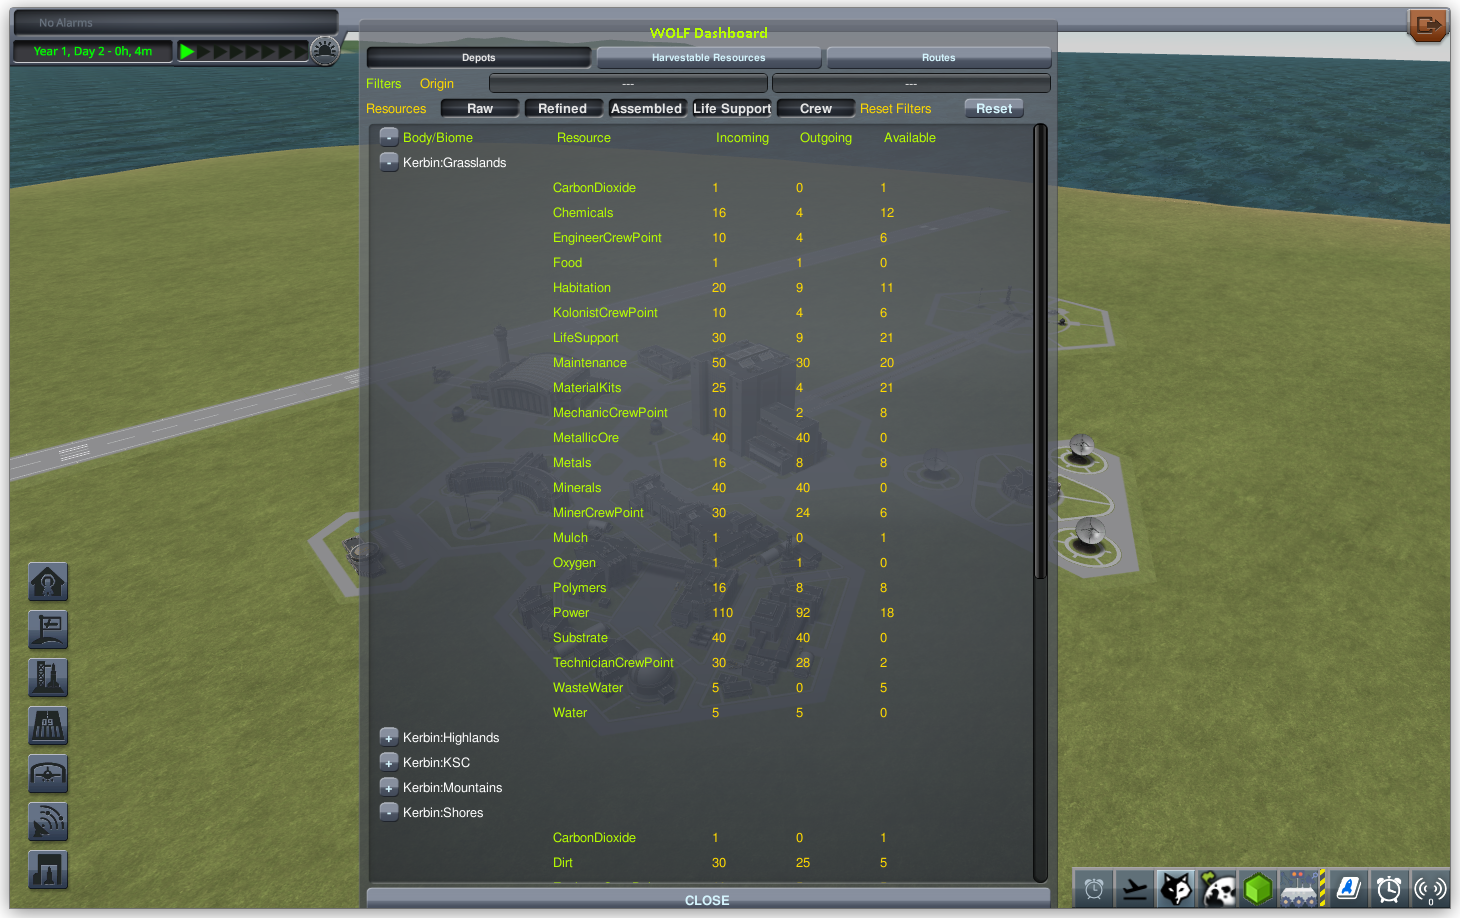 No Alarms
Year 1, Day 2 - 0h, 4m
WOLF Dashboard
Depots Harvestable Resources Routes
Filters Origin --- ---
Resources Raw Refined Assembled Life Support Crew Reset Filters Reset
- Body/Biome Resource Incoming Outgoing Available
- Kerbin:Grasslands
CarbonDioxide 1 0 1
Chemicals 16 4 12
EngineerCrewPoint 10 4 6
Food 1 1 0
Habitation 20 9 11
KolonistCrewPoint 10 4 6
LifeSupport 30 9 21
Maintenance 50 30 20
MaterialKits 25 4 21
MechanicCrewPoint 10 2 8
MetallicOre 40 40 0
Metals 16 8 8
Minerals 40 40 0
MinerCrewPoint 30 24 6
Mulch 1 0 1
Oxygen 1 1 0
Polymers 16 8 8
Power 110 92 18
Substrate 40 40 0
TechnicianCrewPoint 30 28 2
WasteWater 5 0 5
Water 5 5 0
+ Kerbin:Highlands
+ Kerbin:KSC
+ Kerbin:Mountains
- Kerbin:Shores
CarbonDioxide 1 0 1
Dirt 30 25 5
CLOSE
09
0